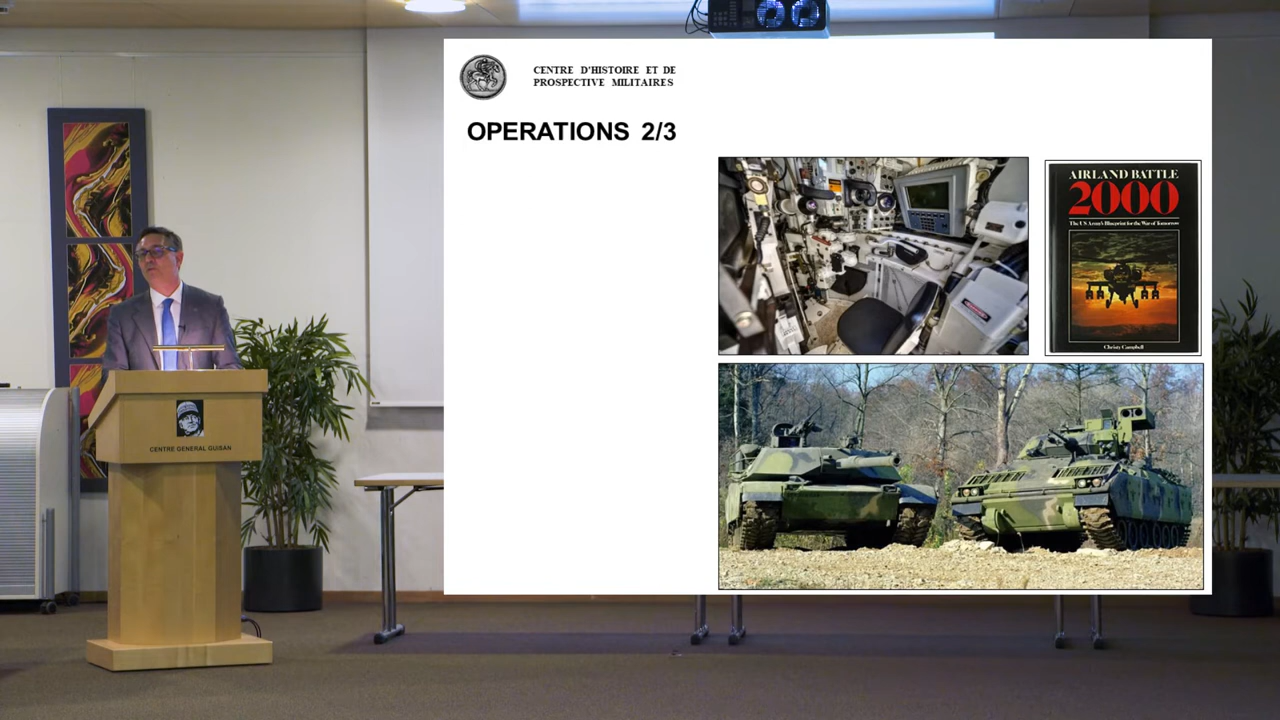 CENTRE D'HISTOIRE ET DE
PROSPECTIVE MILITAIRES
OPERATIONS 2/3
AIRLAND BATTLE
2000
The US Army's Blueprint for the War of Tomorrow
Christy Campbell
CENTRE GENERAL GUISAN